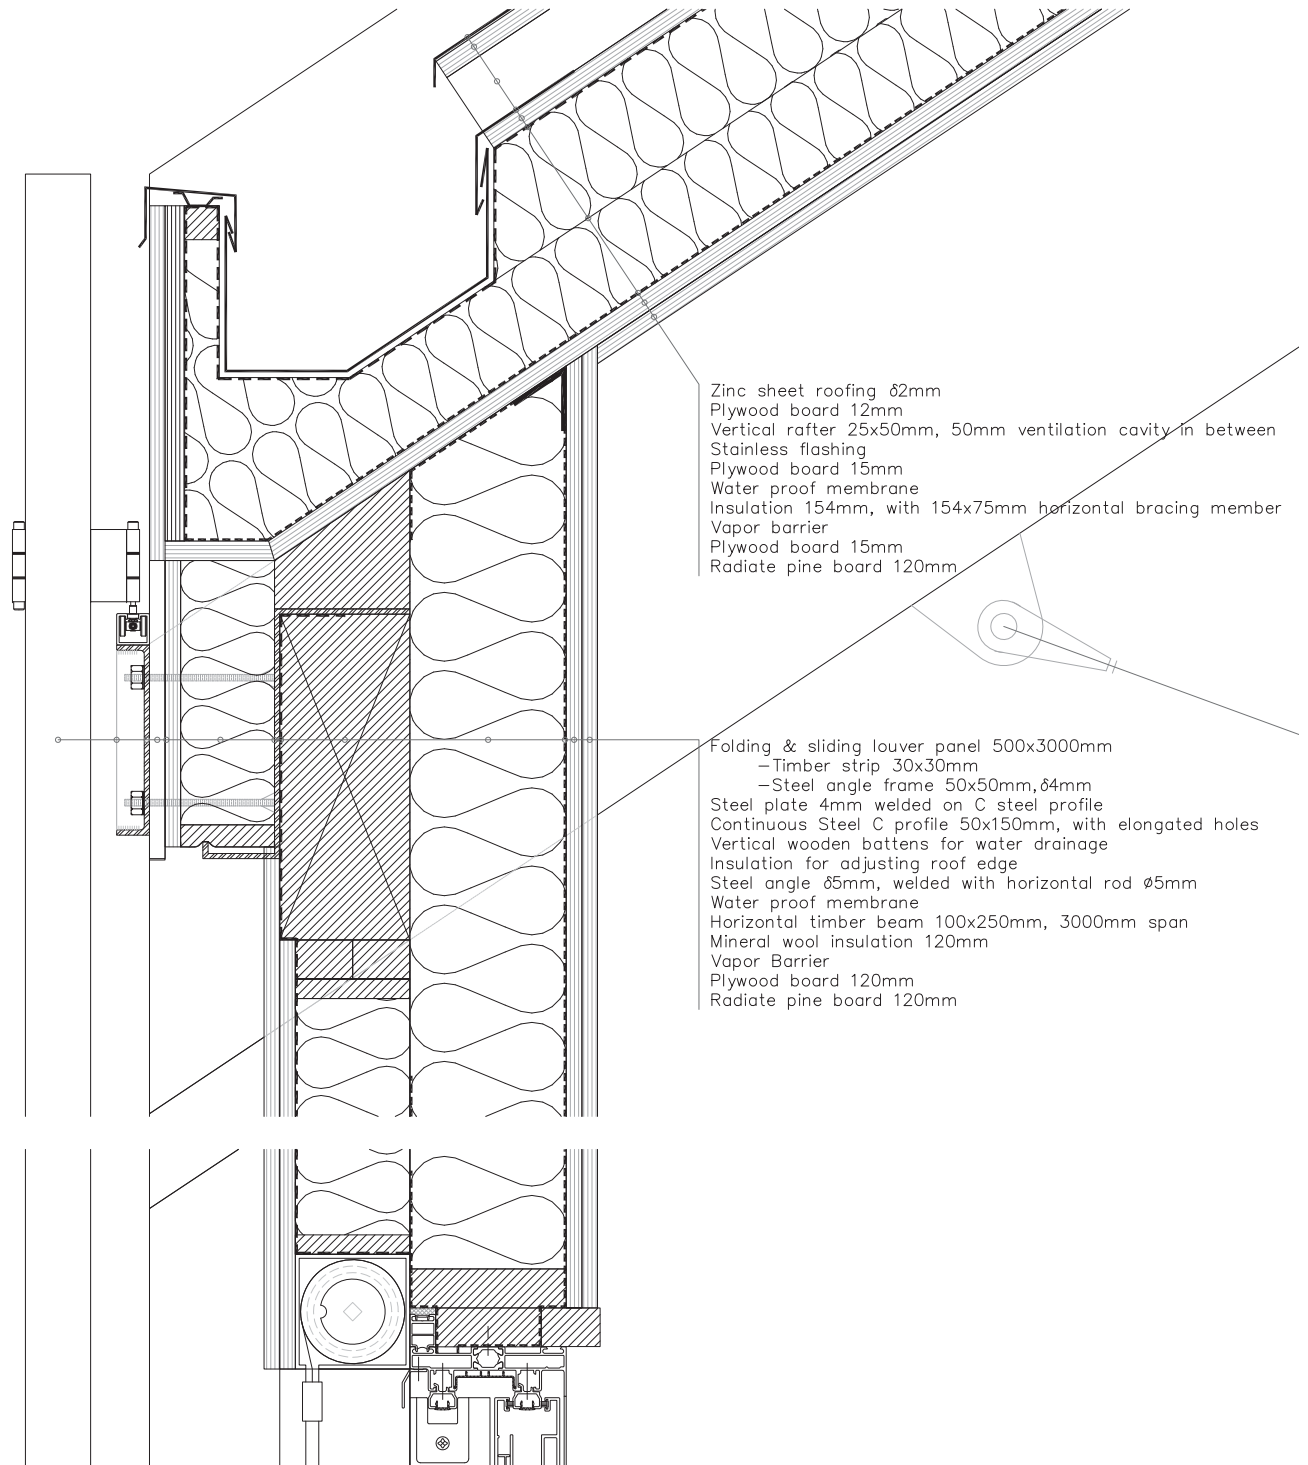 Zinc sheet roofing δ2mm
Plywood board 12mm
Vertical rafter 25x50mm, 50mm ventilation cavity in between
Stainless flashing
Plywood board 15mm
Water proof membrane
Insulation 154mm, with 154x75mm horizontal bracing member
Vapor barrier
Plywood board 15mm
Radiate pine board 120mm
Folding & sliding louver panel 500x3000mm
-Timber strip 30x30mm
-Steel angle frame 50x50mm,δ4mm
Steel plate 4mm welded on C steel profile
Continuous Steel C profile 50x150mm, with elongated holes
Vertical wooden battens for water drainage
Insulation for adjusting roof edge
Steel angle δ5mm, welded with horizontal rod ø5mm
Water proof membrane
Horizontal timber beam 100x250mm, 3000mm span
Mineral wool insulation 120mm
Vapor Barrier
Plywood board 120mm
Radiate pine board 120mm